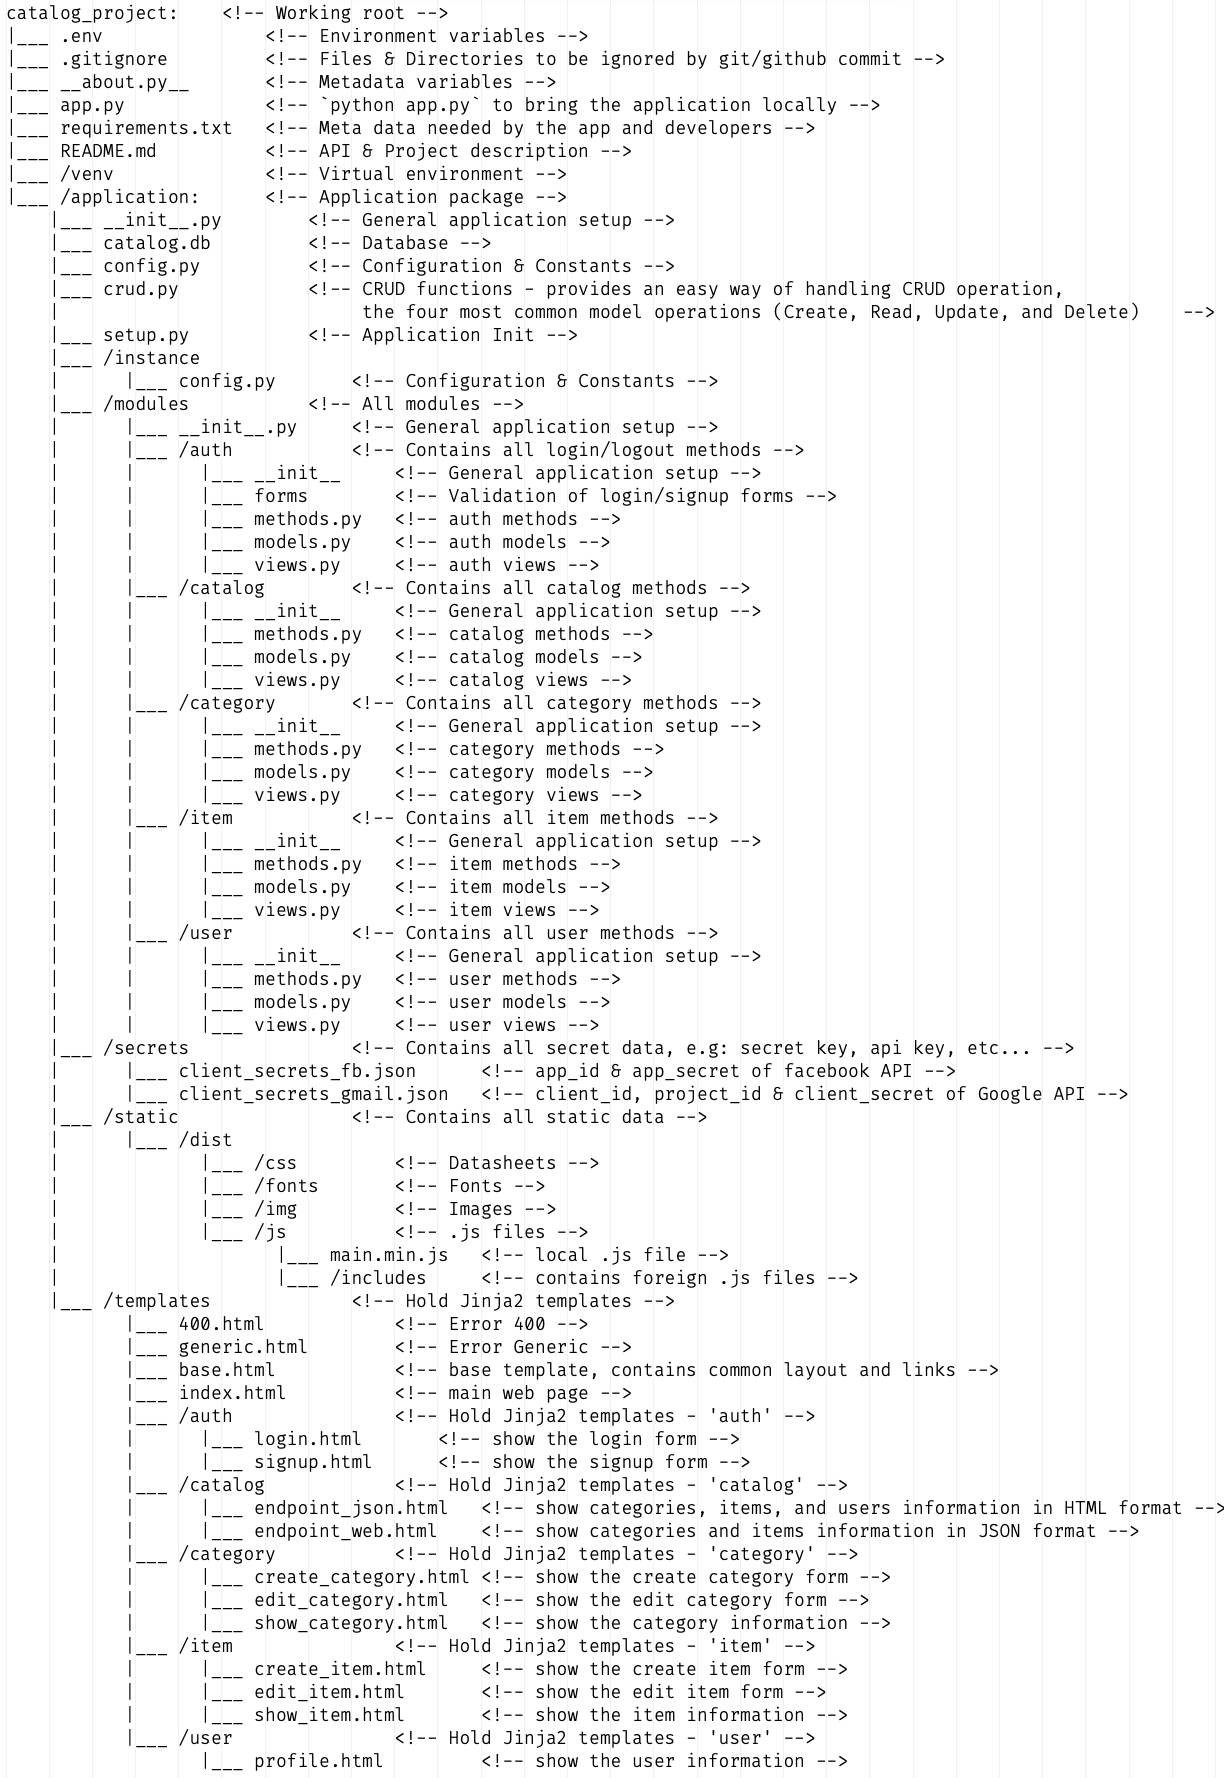 catalog_project:    <!-- Working root -->
|___ .env               <!-- Environment variables -->
|___ .gitignore         <!-- Files & Directories to be ignored by git/github commit -->
|___ __about.py__       <!-- Metadata variables -->
|___ app.py             <!-- `python app.py` to bring the application locally -->
|___ requirements.txt   <!-- Meta data needed by the app and developers -->
|___ README.md          <!-- API & Project description -->
|___ /venv              <!-- Virtual environment -->
|___ /application:      <!-- Application package -->
    |___ __init__.py        <!-- General application setup -->
    |___ catalog.db         <!-- Database -->
    |___ config.py          <!-- Configuration & Constants -->
    |___ crud.py            <!-- CRUD functions - provides an easy way of handling CRUD operation,
    |                            the four most common model operations (Create, Read, Update, and Delete)    -->
    |___ setup.py           <!-- Application Init -->
    |___ /instance
    |      |___ config.py       <!-- Configuration & Constants -->
    |___ /modules           <!-- All modules -->
    |      |___ __init__.py     <!-- General application setup -->
    |      |___ /auth           <!-- Contains all login/logout methods -->
    |      |      |___ __init__     <!-- General application setup -->
    |      |      |___ forms        <!-- Validation of login/signup forms -->
    |      |      |___ methods.py   <!-- auth methods -->
    |      |      |___ models.py    <!-- auth models -->
    |      |      |___ views.py     <!-- auth views -->
    |      |___ /catalog        <!-- Contains all catalog methods -->
    |      |      |___ __init__     <!-- General application setup -->
    |      |      |___ methods.py   <!-- catalog methods -->
    |      |      |___ models.py    <!-- catalog models -->
    |      |      |___ views.py     <!-- catalog views -->
    |      |___ /category       <!-- Contains all category methods -->
    |      |      |___ __init__     <!-- General application setup -->
    |      |      |___ methods.py   <!-- category methods -->
    |      |      |___ models.py    <!-- category models -->
    |      |      |___ views.py     <!-- category views -->
    |      |___ /item           <!-- Contains all item methods -->
    |      |      |___ __init__     <!-- General application setup -->
    |      |      |___ methods.py   <!-- item methods -->
    |      |      |___ models.py    <!-- item models -->
    |      |      |___ views.py     <!-- item views -->
    |      |___ /user           <!-- Contains all user methods -->
    |      |      |___ __init__     <!-- General application setup -->
    |      |      |___ methods.py   <!-- user methods -->
    |      |      |___ models.py    <!-- user models -->
    |      |      |___ views.py     <!-- user views -->
    |___ /secrets               <!-- Contains all secret data, e.g: secret key, api key, etc... -->
    |      |___ client_secrets_fb.json      <!-- app_id & app_secret of facebook API -->
    |      |___ client_secrets_gmail.json   <!-- client_id, project_id & client_secret of Google API -->
    |___ /static                <!-- Contains all static data -->
    |      |___ /dist
    |             |___ /css         <!-- Datasheets -->
    |             |___ /fonts       <!-- Fonts -->
    |             |___ /img         <!-- Images -->
    |             |___ /js          <!-- .js files -->
    |                    |___ main.min.js   <!-- local .js file -->
    |                    |___ /includes     <!-- contains foreign .js files -->
    |___ /templates             <!-- Hold Jinja2 templates -->
           |___ 400.html            <!-- Error 400 -->
           |___ generic.html        <!-- Error Generic -->
           |___ base.html           <!-- base template, contains common layout and links -->
           |___ index.html          <!-- main web page -->
           |___ /auth               <!-- Hold Jinja2 templates - 'auth' -->
           |      |___ login.html       <!-- show the login form -->
           |      |___ signup.html      <!-- show the signup form -->
           |___ /catalog            <!-- Hold Jinja2 templates - 'catalog' -->
           |      |___ endpoint_json.html   <!-- show categories, items, and users information in HTML format -->
           |      |___ endpoint_web.html    <!-- show categories and items information in JSON format -->
           |___ /category           <!-- Hold Jinja2 templates - 'category' -->
           |      |___ create_category.html <!-- show the create category form -->
           |      |___ edit_category.html   <!-- show the edit category form -->
           |      |___ show_category.html   <!-- show the category information -->
           |___ /item               <!-- Hold Jinja2 templates - 'item' -->
           |      |___ create_item.html     <!-- show the create item form -->
           |      |___ edit_item.html       <!-- show the edit item form -->
           |      |___ show_item.html       <!-- show the item information -->
           |___ /user               <!-- Hold Jinja2 templates - 'user' -->
                  |___ profile.html         <!-- show the user information -->